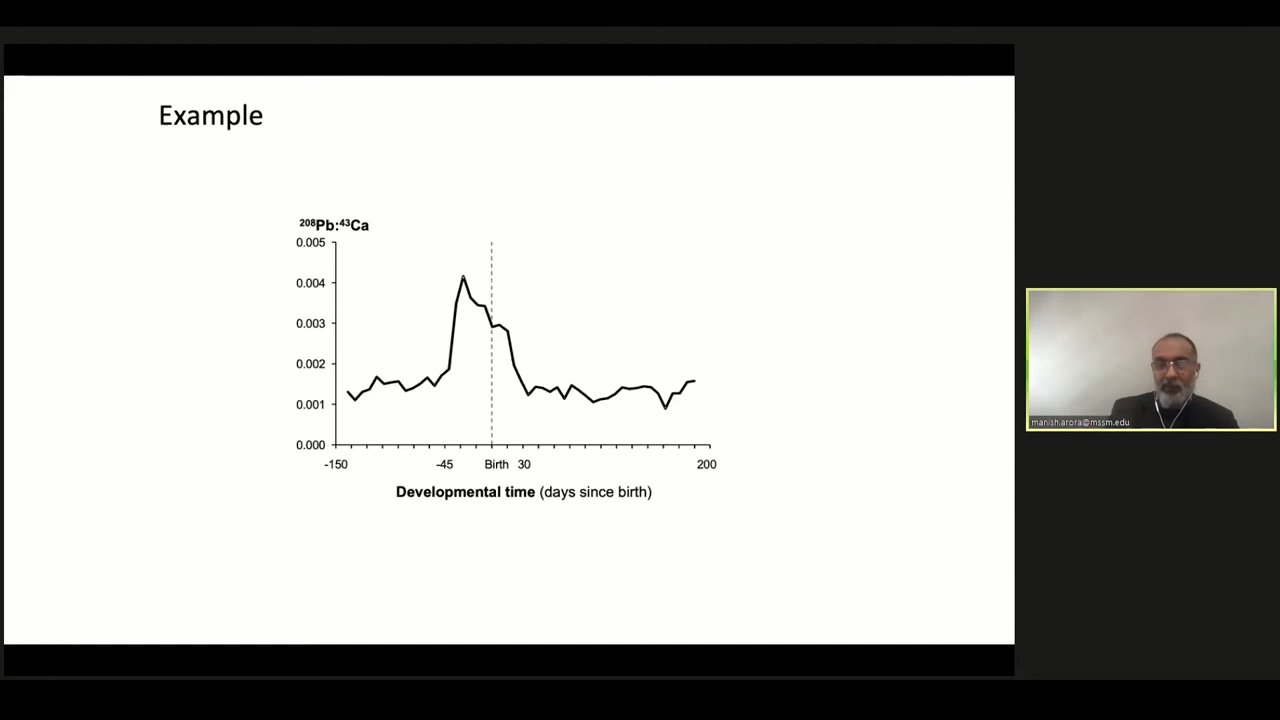 Example
²⁰⁸Pb:⁴³Ca
0.005
0.004
0.003
0.002
0.001
0.000
-150 -45 Birth 30 200
Developmental time (days since birth)
manish.arora@mssm.edu